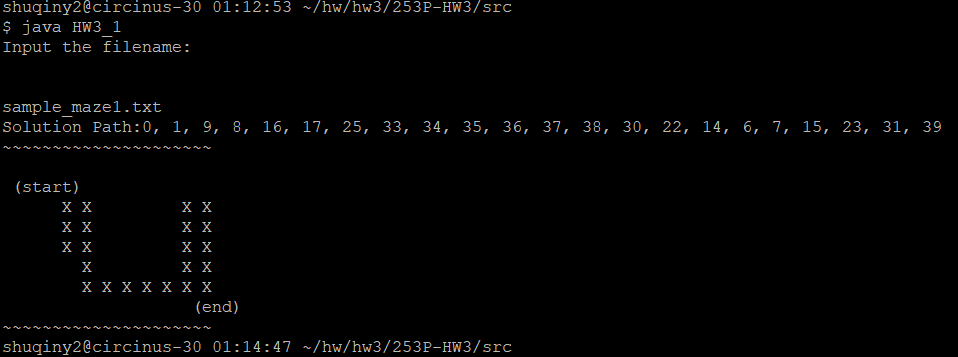 shuqiny2@circinus-30 01:12:53 ~/hw/hw3/253P-HW3/src
$ java HW3_1
Input the filename:
sample_maze1.txt
Solution Path:0, 1, 9, 8, 16, 17, 25, 33, 34, 35, 36, 37, 38, 30, 22, 14, 6, 7, 15, 23, 31, 39
~~~~~~~~~~~~~~~~~~~~~
(start)
X X         X X
X X         X X
X X         X X
X         X X
X X X X X X X
(end)
~~~~~~~~~~~~~~~~~~~~~
shuqiny2@circinus-30 01:14:47 ~/hw/hw3/253P-HW3/src